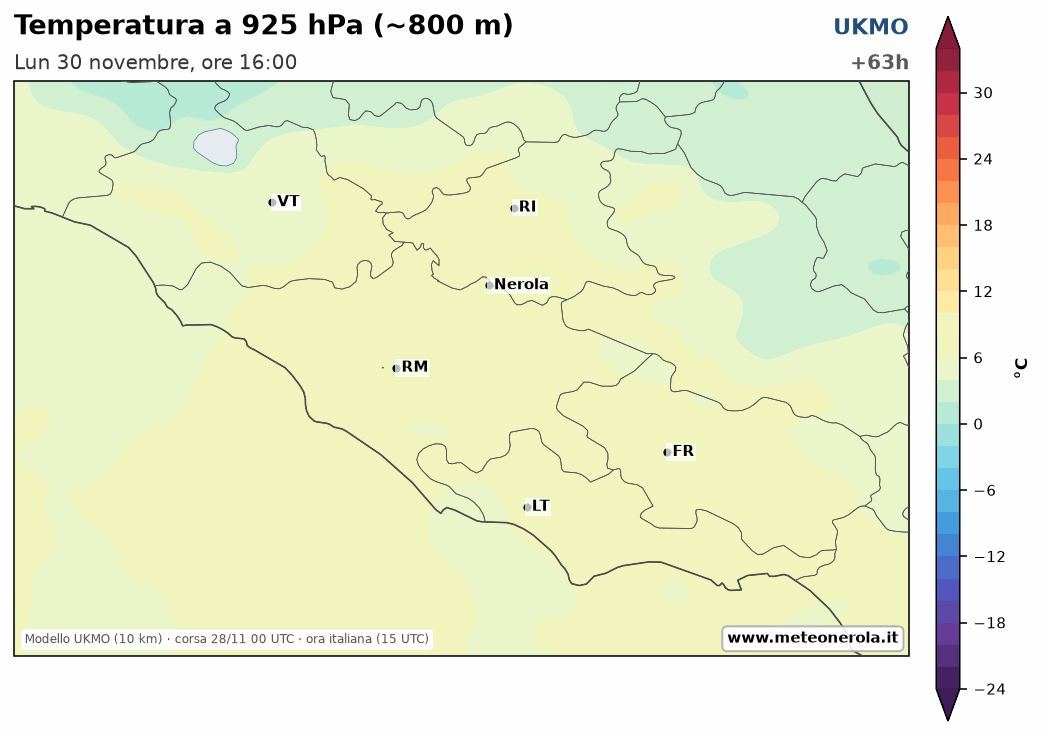 Temperatura a 925 hPa (~800 m)
UKMO
Lun 30 novembre, ore 16:00
+63h
VT
RI
Nerola
RM
FR
LT
Modello UKMO (10 km) · corsa 28/11 00 UTC · ora italiana (15 UTC)
www.meteonerola.it
30
24
18
12
6
0
−6
−12
−18
−24
°C